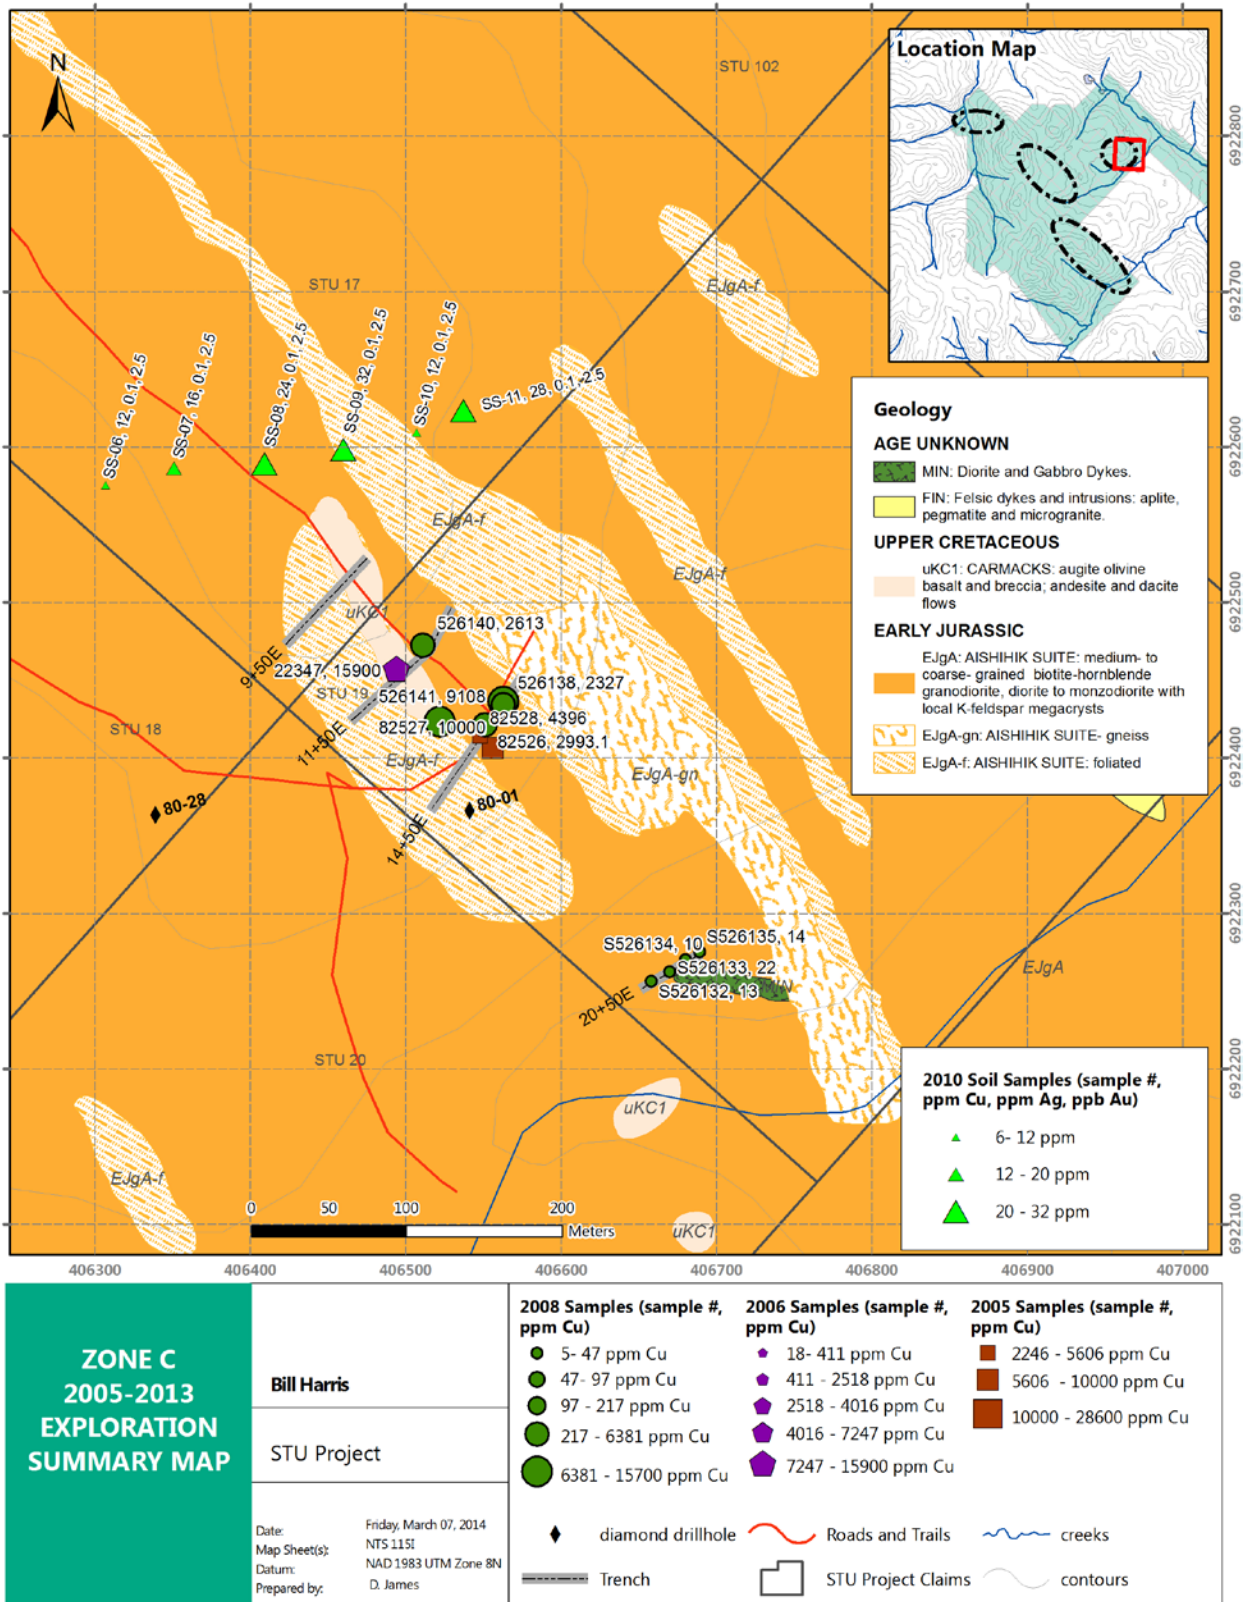 N
STU 102
Location Map
STU 17
EJgA-f
SS-06, 12, 0.1, 2.5
SS-07, 16, 0.1, 2.5
SS-08, 24, 0.1, 2.5
SS-09, 32, 0.1, 2.5
SS-10, 12, 0.1, 2.5
SS-11, 28, 0.1, 2.5
EJgA-f
EJgA-f
uKC1
526140, 2613
9+50E
22347, 15900
STU 19
526141, 9108
526138, 2327
82528, 4396
82527, 10000
82526, 2993.1
11+50E
STU 18
EJgA-f
EJgA-gn
80-28
80-01
14+50E
S526134, 10
S526135, 14
S526133, 22
S526132, 13
MIN
20+50E
EJgA
STU 20
uKC1
EJgA-f
uKC1
0 50 100 200
Meters
6922800
6922700
6922600
6922500
6922400
6922300
6922200
6922100
406300 406400 406500 406600 406700 406800 406900 407000
Geology
AGE UNKNOWN
MIN: Diorite and Gabbro Dykes.
FIN: Felsic dykes and intrusions: aplite,
pegmatite and microgranite.
UPPER CRETACEOUS
uKC1: CARMACKS: augite olivine
basalt and breccia; andesite and dacite
flows
EARLY JURASSIC
EJgA: AISHIHIK SUITE: medium- to
coarse- grained biotite-hornblende
granodiorite, diorite to monzodiorite with
local K-feldspar megacrysts
EJgA-gn: AISHIHIK SUITE- gneiss
EJgA-f: AISHIHIK SUITE: foliated
2010 Soil Samples (sample #,
ppm Cu, ppm Ag, ppb Au)
6- 12 ppm
12 - 20 ppm
20 - 32 ppm
ZONE C
2005-2013
EXPLORATION
SUMMARY MAP
Bill Harris
STU Project
Date: Friday, March 07, 2014
Map Sheet(s): NTS 115I
Datum: NAD 1983 UTM Zone 8N
Prepared by: D. James
2008 Samples (sample #,
ppm Cu)
5- 47 ppm Cu
47- 97 ppm Cu
97 - 217 ppm Cu
217 - 6381 ppm Cu
6381 - 15700 ppm Cu
2006 Samples (sample #,
ppm Cu)
18- 411 ppm Cu
411 - 2518 ppm Cu
2518 - 4016 ppm Cu
4016 - 7247 ppm Cu
7247 - 15900 ppm Cu
2005 Samples (sample #,
ppm Cu)
2246 - 5606 ppm Cu
5606 - 10000 ppm Cu
10000 - 28600 ppm Cu
diamond drillhole
Roads and Trails
creeks
Trench
STU Project Claims
contours